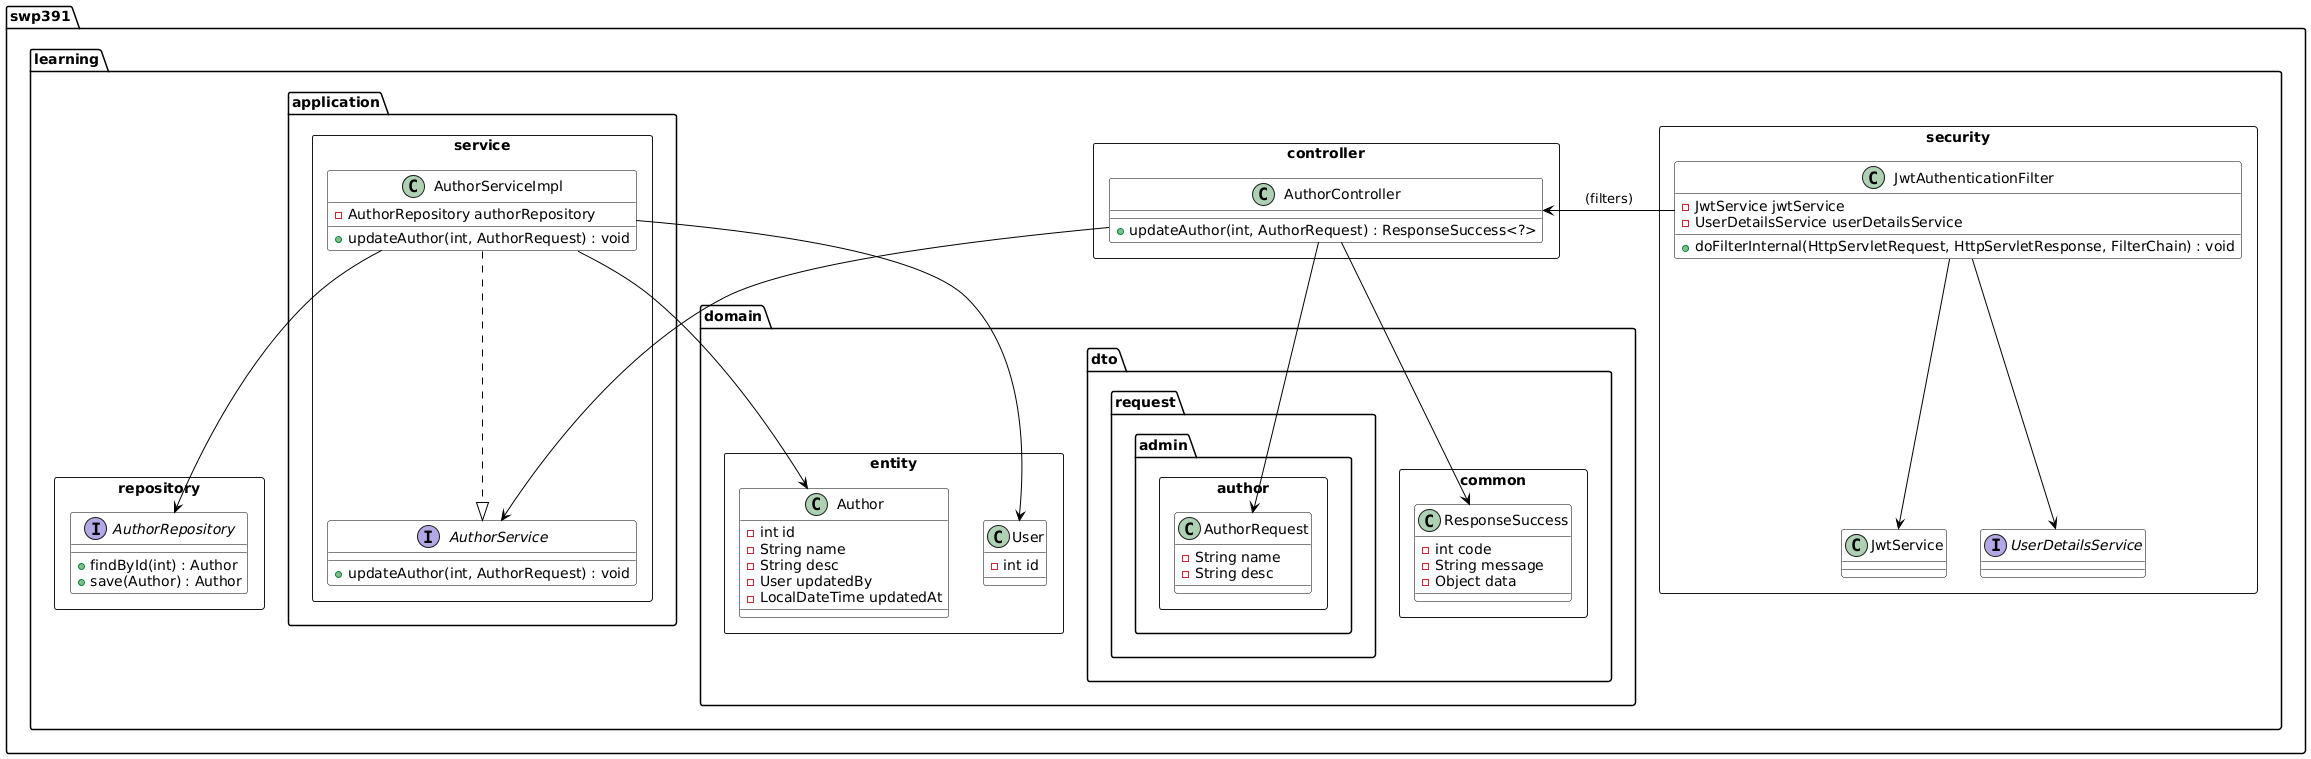 swp391
learning
application
service
C AuthorServiceImpl
AuthorRepository authorRepository
updateAuthor(int, AuthorRequest) : void
controller
C AuthorController
updateAuthor(int, AuthorRequest) : ResponseSuccess<?>
(filters)
security
C JwtAuthenticationFilter
JwtService jwtService
UserDetailsService userDetailsService
doFilterInternal(HttpServletRequest, HttpServletResponse, FilterChain) : void
repository
I AuthorRepository
findById(int) : Author
save(Author) : Author
I AuthorService
updateAuthor(int, AuthorRequest) : void
domain
entity
C Author
int id
String name
String desc
User updatedBy
LocalDateTime updatedAt
C User
int id
dto
request
admin
author
C AuthorRequest
String name
String desc
common
C ResponseSuccess
int code
String message
Object data
C JwtService
I UserDetailsService